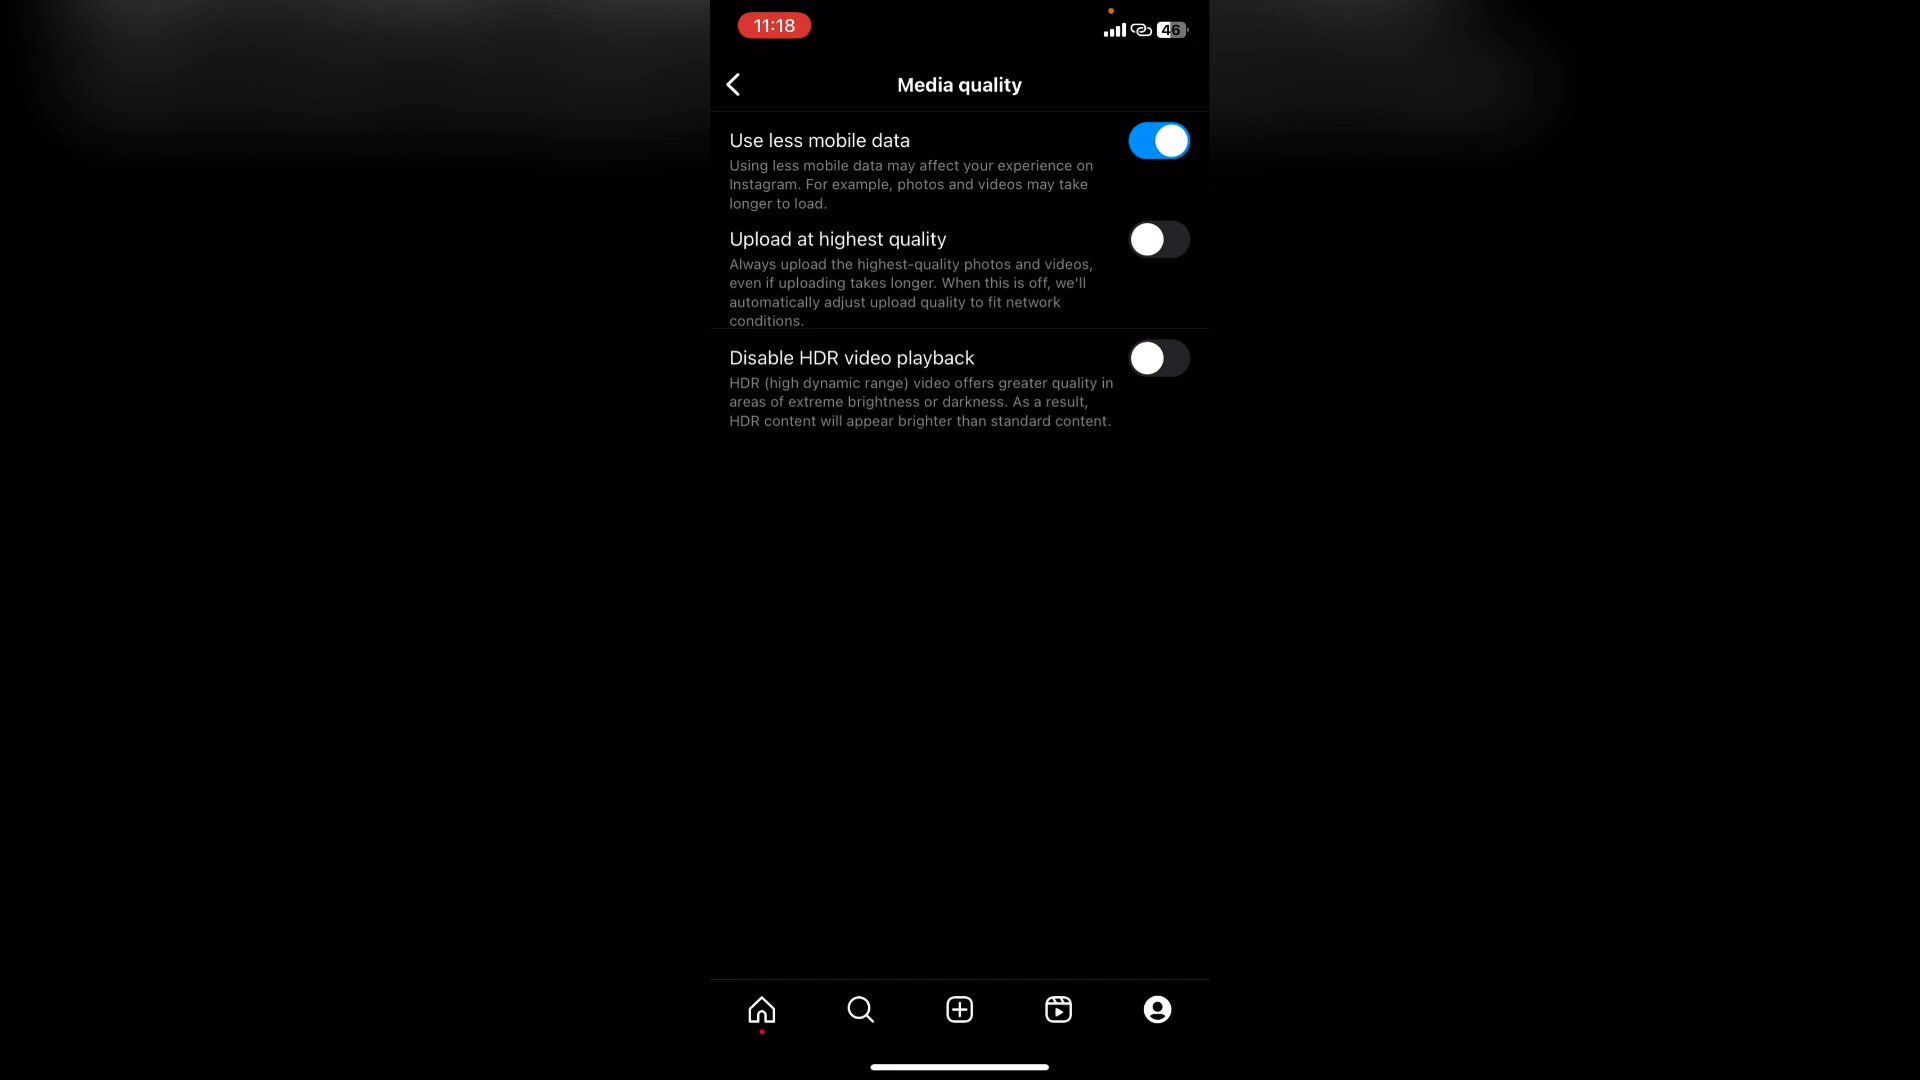 11:18
46
Media quality
Use less mobile data
Using less mobile data may affect your experience on
Instagram. For example, photos and videos may take
longer to load.
Upload at highest quality
Always upload the highest-quality photos and videos,
even if uploading takes longer. When this is off, we'll
automatically adjust upload quality to fit network
conditions.
Disable HDR video playback
HDR (high dynamic range) video offers greater quality in
areas of extreme brightness or darkness. As a result,
HDR content will appear brighter than standard content.